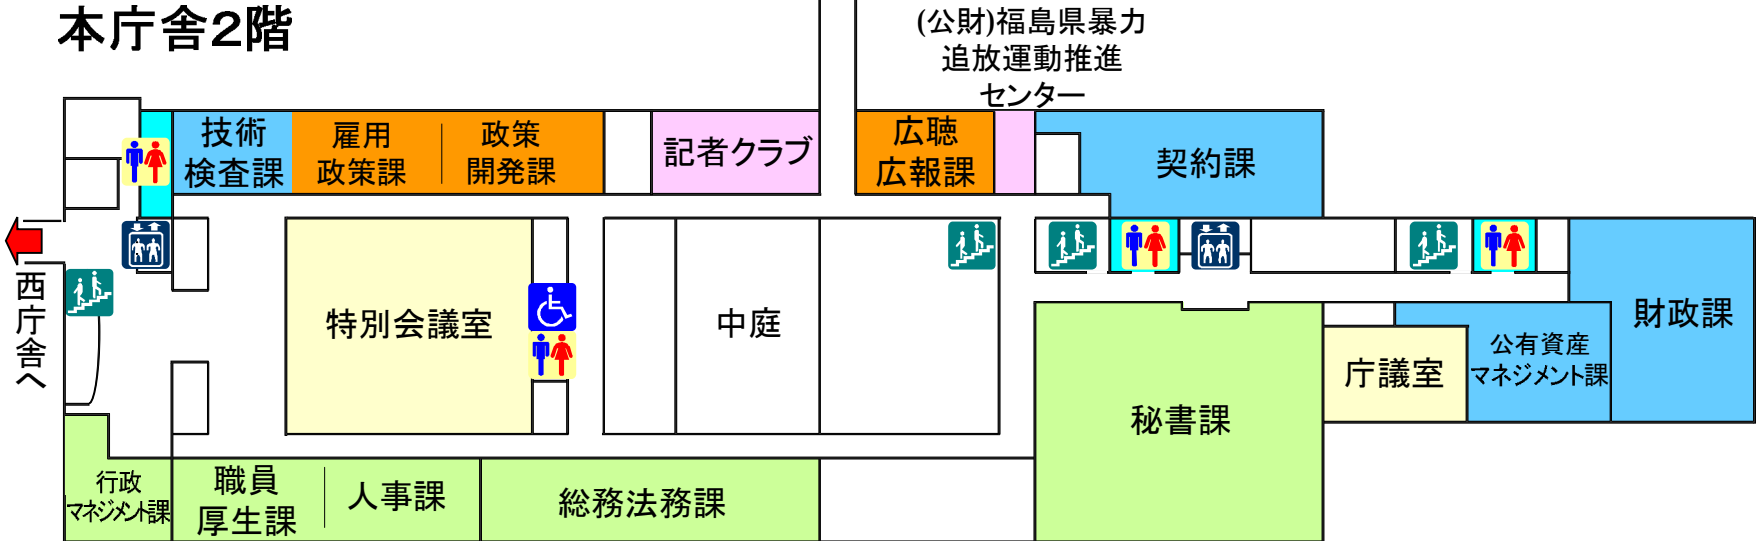 本庁舎2階
(公財)福島県暴力
追放運動推進
センター
技術
検査課
雇用
政策課
政策
開発課
記者クラブ
広聴
広報課
契約課
西庁舎へ
特別会議室
中庭
財政課
公有資産
マネジメント課
庁議室
秘書課
行政
マネジメント課
職員
厚生課
人事課
総務法務課